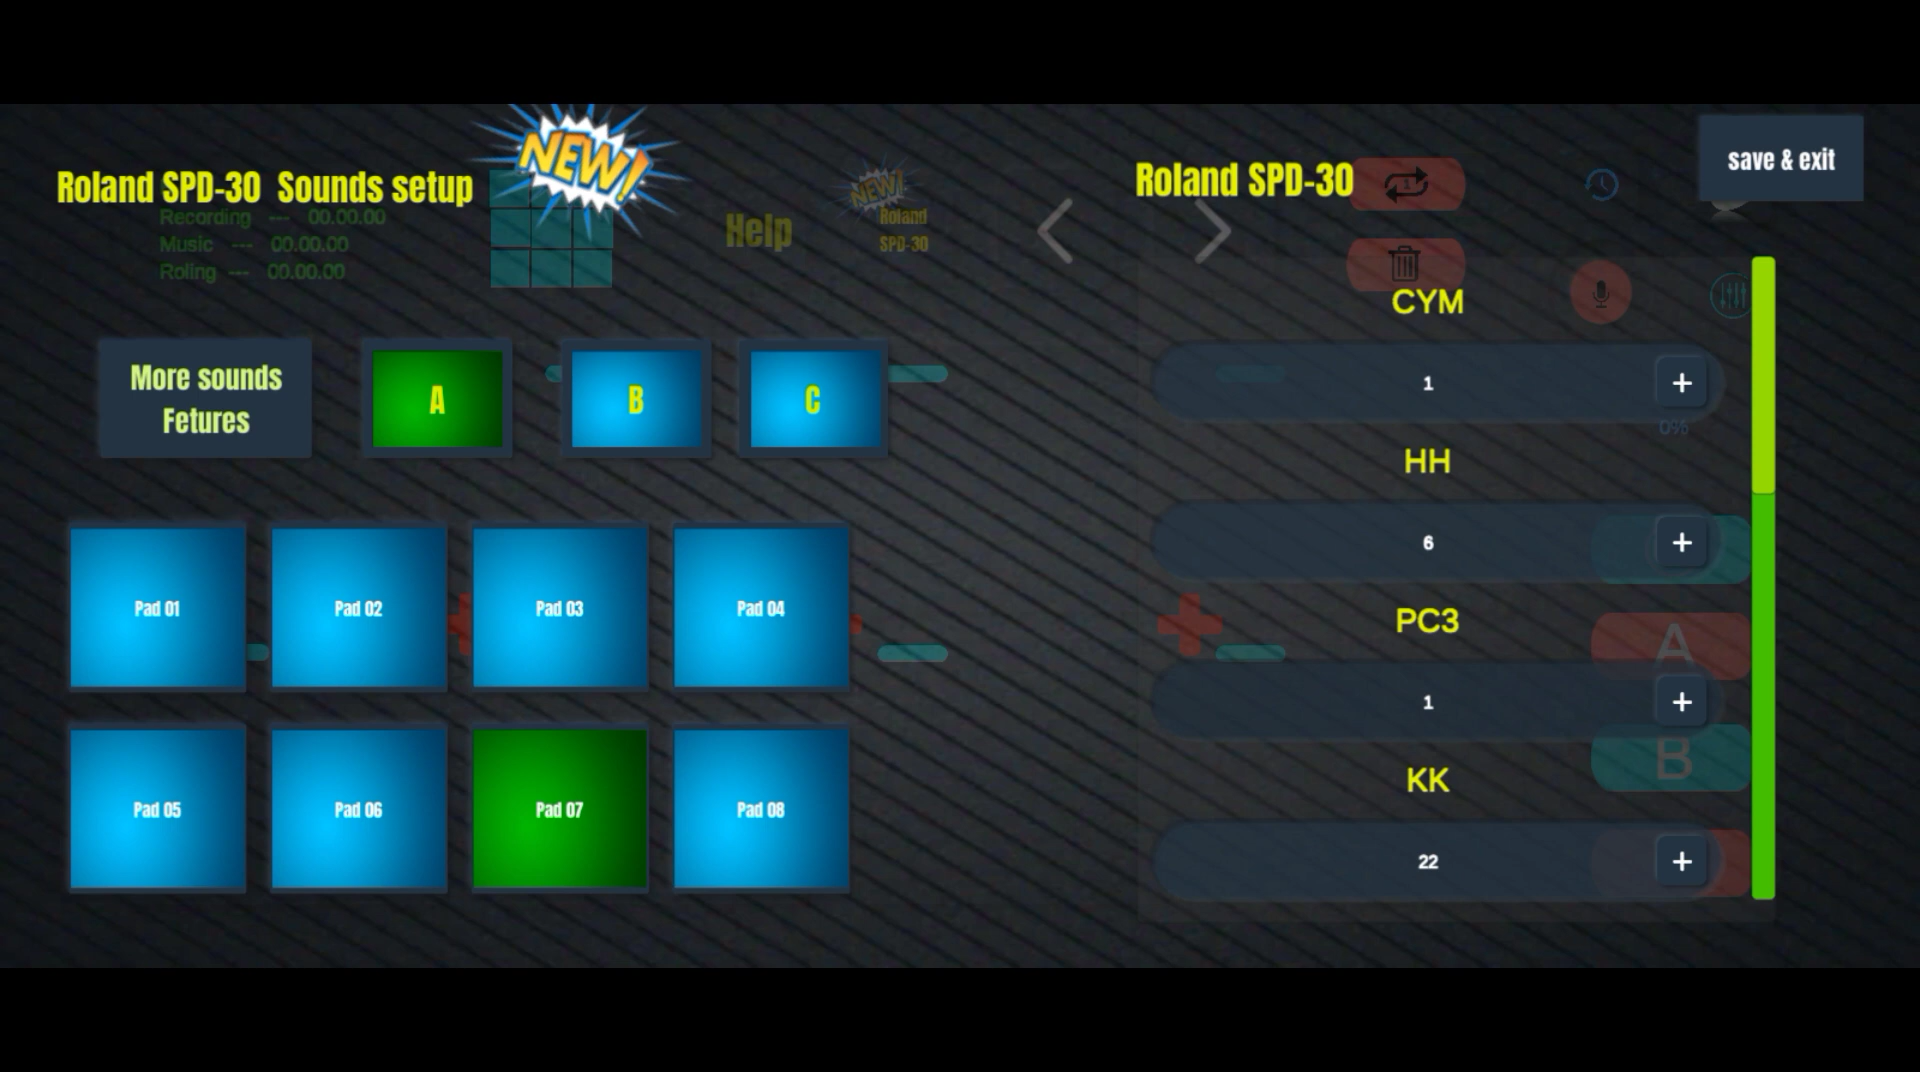 NEW!
Roland SPD-30 Sounds setup
Recording --- 00.00.00
Music --- 00.00.00
Roling --- 00.00.00
Help
NEW!
Roland
SPD-30
Roland SPD-30
1
save & exit
More sounds
Fetures
A
B
C
Pad 01
Pad 02
Pad 03
Pad 04
Pad 05
Pad 06
Pad 07
Pad 08
CYM
1
+
0%
HH
6
+
PC3
A
1
+
B
KK
22
+